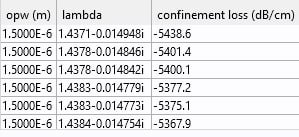 opw (m) lambda confinement loss (dB/cm)
1.5000E-6 1.4371-0.014948i -5438.6
1.5000E-6 1.4378-0.014846i -5401.4
1.5000E-6 1.4378-0.014842i -5400.1
1.5000E-6 1.4383-0.014779i -5377.2
1.5000E-6 1.4383-0.014773i -5375.1
1.5000E-6 1.4384-0.014754i -5367.9